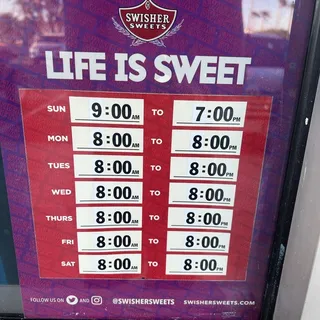 SWISHER
SWEETS
LIFE IS SWEET
SUN 9:00AM TO 7:00PM
MON 8:00AM TO 8:00PM
TUES 8:00AM TO 8:00PM
WED 8:00AM TO 8:00PM
THURS 8:00AM TO 8:00PM
FRI 8:00AM TO 8:00PM
SAT 8:00AM TO 8:00PM
FOLLOW US ON AND @SWISHERSWEETS SWISHERSWEETS.COM